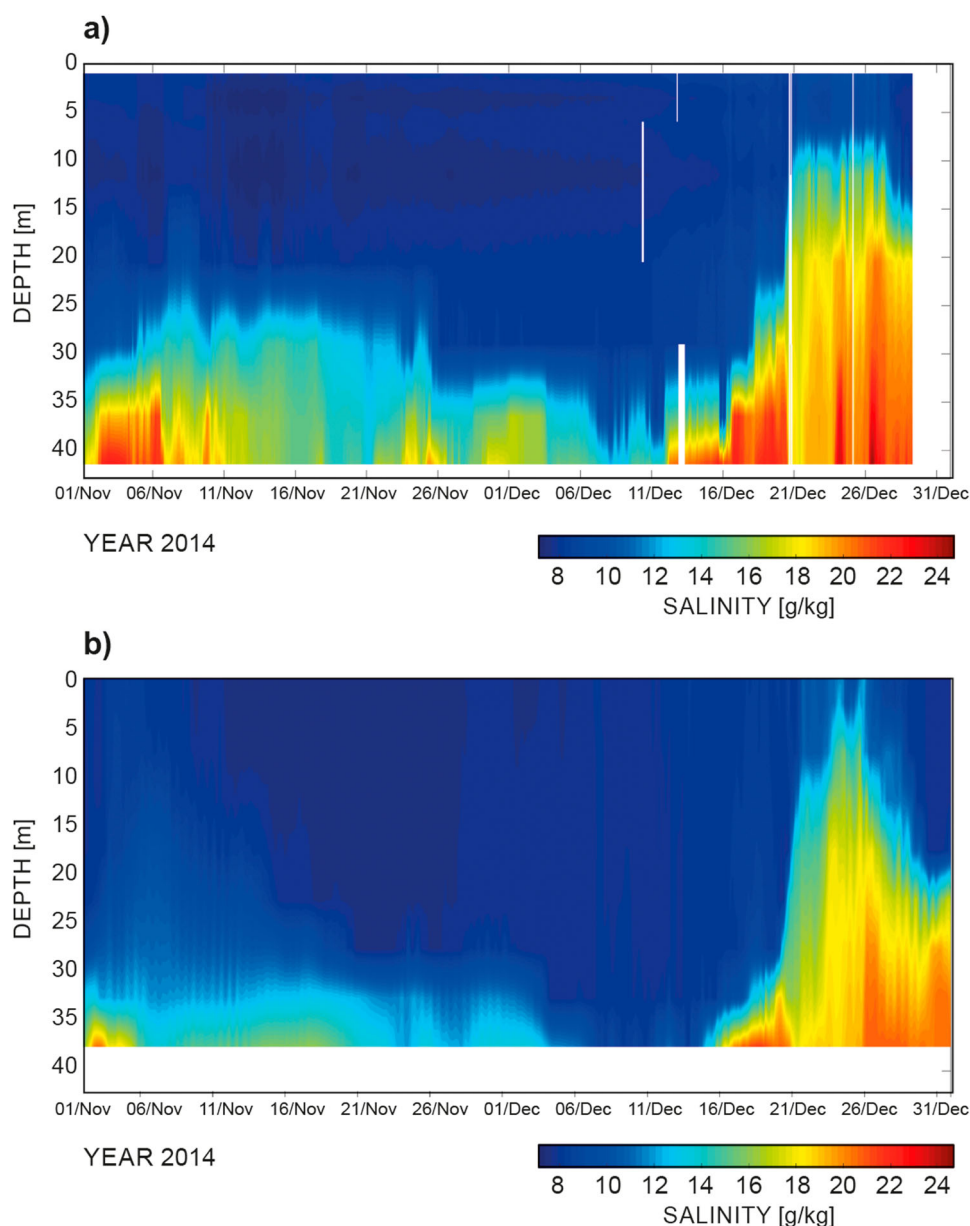 a)
0
5
10
15
20
25
30
35
40
DEPTH [m]
01/Nov 06/Nov 11/Nov 16/Nov 21/Nov 26/Nov 01/Dec 06/Dec 11/Dec 16/Dec 21/Dec 26/Dec 31/Dec
YEAR 2014
8 10 12 14 16 18 20 22 24
SALINITY [g/kg]
b)
0
5
10
15
20
25
30
35
40
DEPTH [m]
01/Nov 06/Nov 11/Nov 16/Nov 21/Nov 26/Nov 01/Dec 06/Dec 11/Dec 16/Dec 21/Dec 26/Dec 31/Dec
YEAR 2014
8 10 12 14 16 18 20 22 24
SALINITY [g/kg]